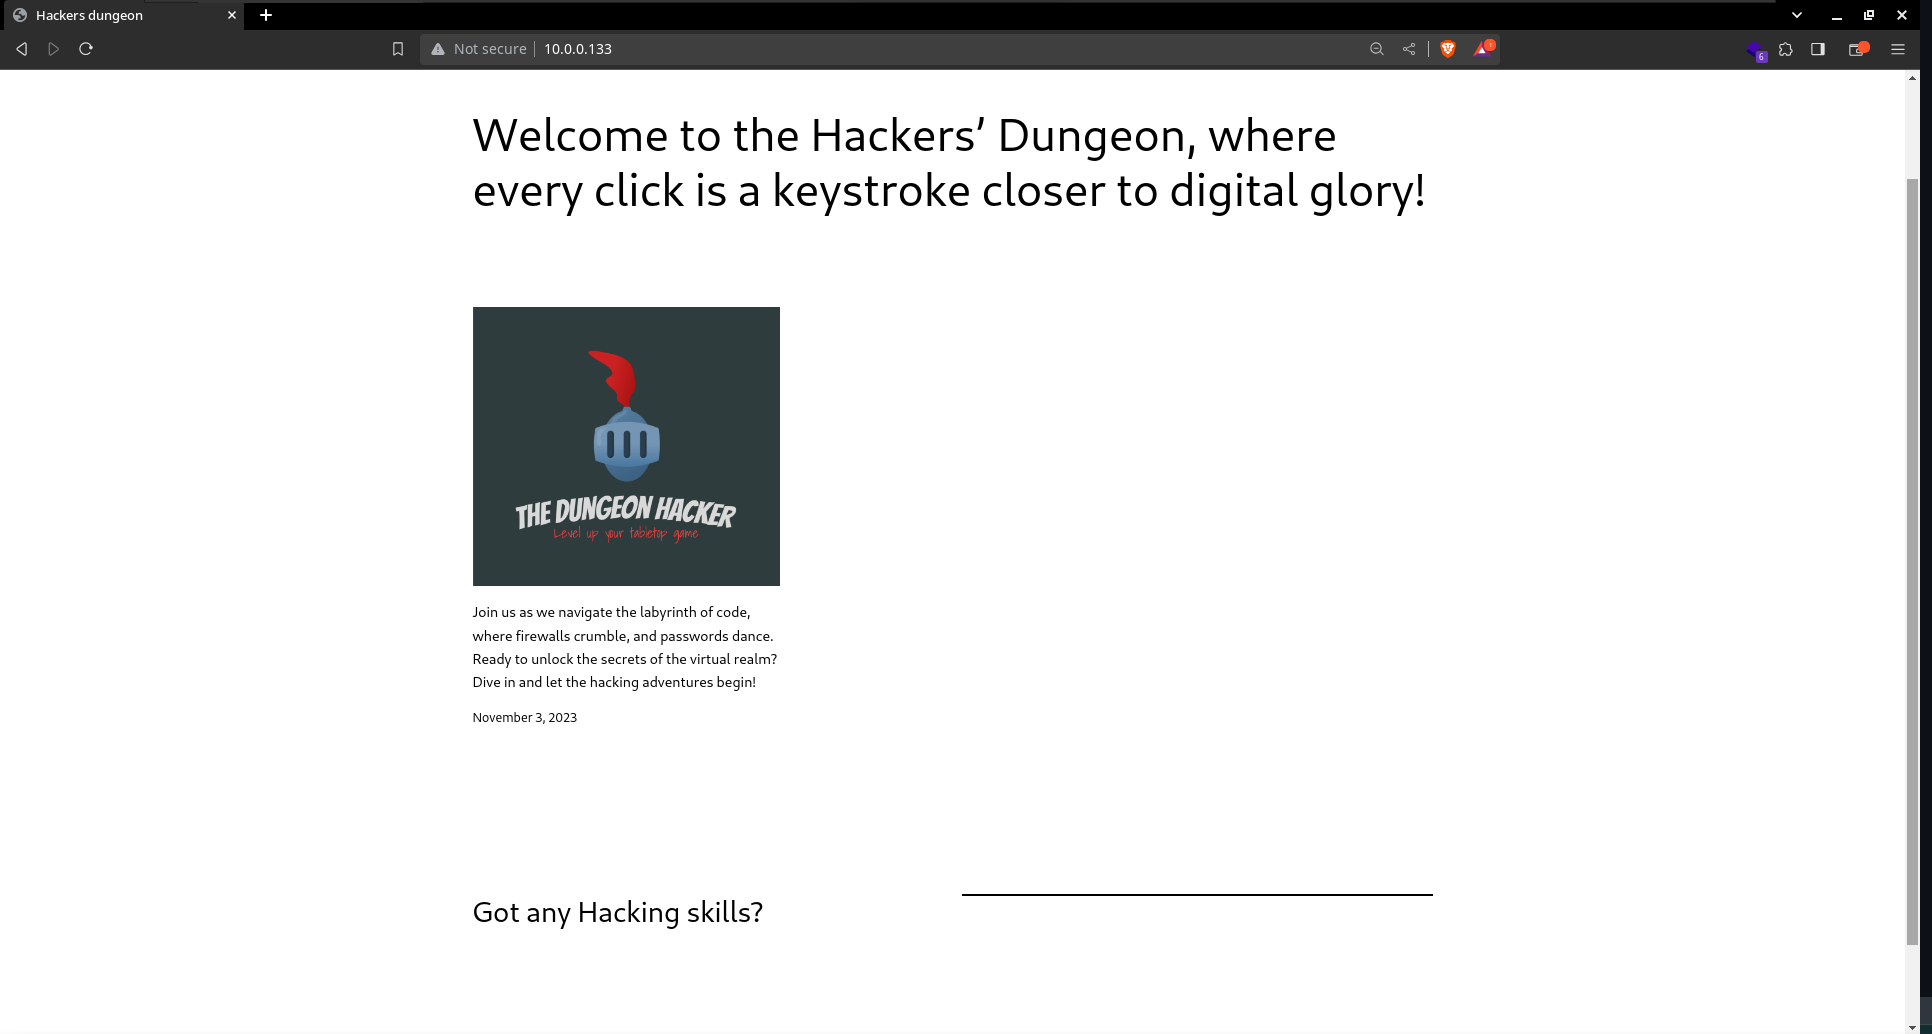 Hackers dungeon
Not secure 10.0.0.133
6
Welcome to the Hackers’ Dungeon, where
every click is a keystroke closer to digital glory!
THE DUNGEON HACKER
Level up your tabletop game
Join us as we navigate the labyrinth of code,
where firewalls crumble, and passwords dance.
Ready to unlock the secrets of the virtual realm?
Dive in and let the hacking adventures begin!
November 3, 2023
Got any Hacking skills?